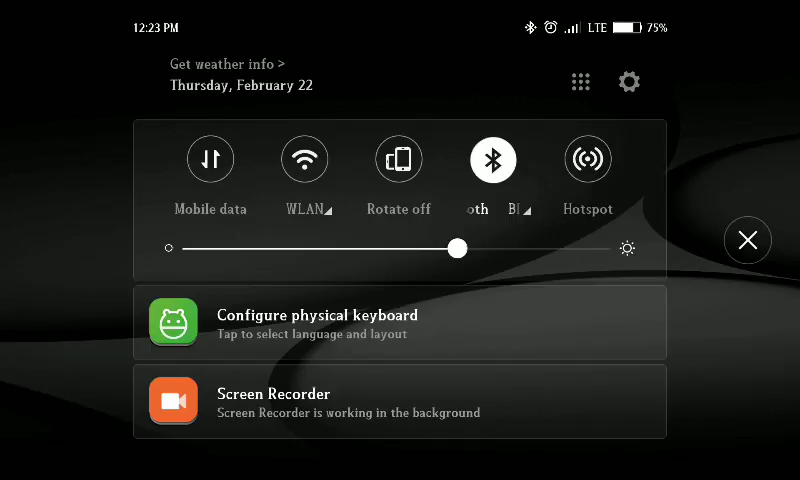 12:23 PM
LTE
75%
Get weather info >
Thursday, February 22
Mobile data
WLAN
Rotate off
oth Bl
Hotspot
Configure physical keyboard
Tap to select language and layout
Screen Recorder
Screen Recorder is working in the background